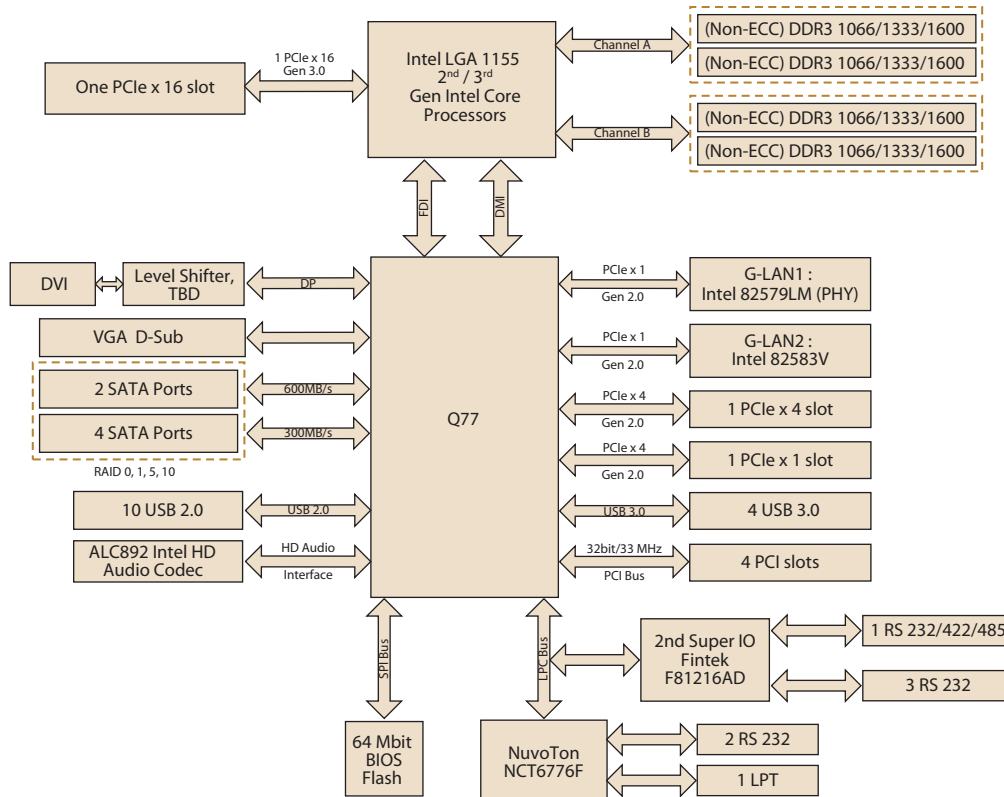 One PCIe x 16 slot
1 PCIe x 16
Gen 3.0
Intel LGA 1155
2nd / 3rd
Gen Intel Core
Processors
Channel A
(Non-ECC) DDR3 1066/1333/1600
(Non-ECC) DDR3 1066/1333/1600
Channel B
(Non-ECC) DDR3 1066/1333/1600
(Non-ECC) DDR3 1066/1333/1600
FDI
DMI
DVI
Level Shifter,
TBD
DP
VGA D-Sub
2 SATA Ports
600MB/s
4 SATA Ports
300MB/s
RAID 0, 1, 5, 10
10 USB 2.0
USB 2.0
ALC892 Intel HD
Audio Codec
HD Audio
Interface
Q77
PCIe x 1
Gen 2.0
G-LAN1 :
Intel 82579LM (PHY)
PCIe x 1
Gen 2.0
G-LAN2 :
Intel 82583V
PCIe x 4
Gen 2.0
1 PCIe x 4 slot
PCIe x 4
Gen 2.0
1 PCIe x 1 slot
USB 3.0
4 USB 3.0
32bit/33 MHz
PCI Bus
4 PCI slots
SPI Bus
LPC Bus
2nd Super IO
Fintek
F81216AD
1 RS 232/422/485
3 RS 232
64 Mbit
BIOS
Flash
NuvoTon
NCT6776F
2 RS 232
1 LPT